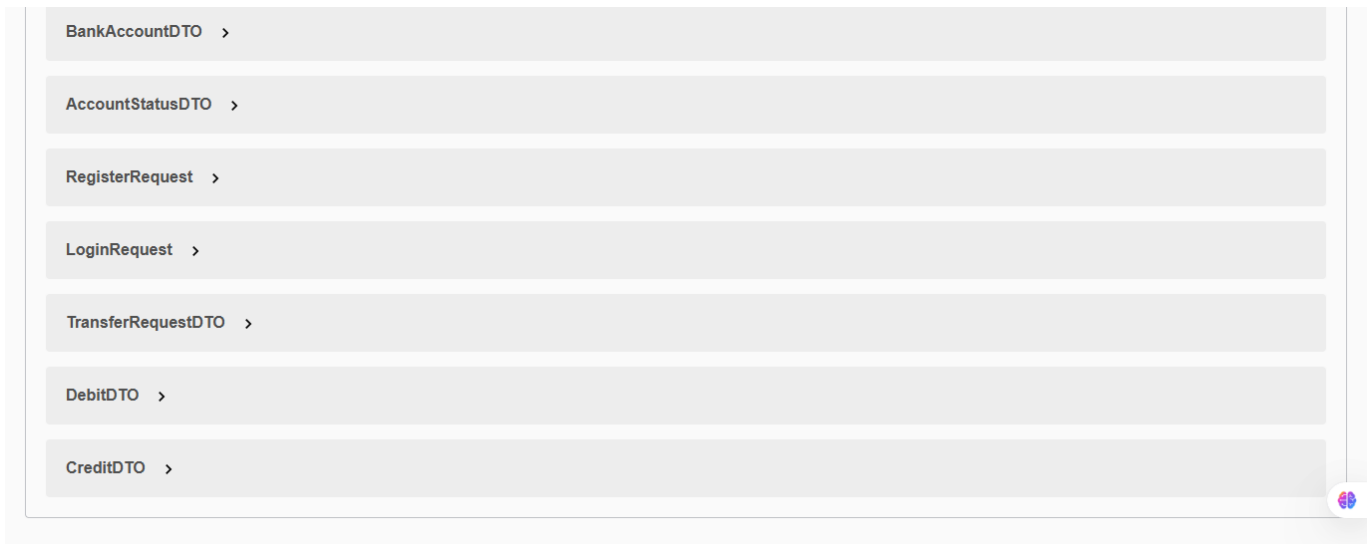 BankAccountDTO
AccountStatusDTO
RegisterRequest
LoginRequest
TransferRequestDTO
DebitDTO
CreditDTO